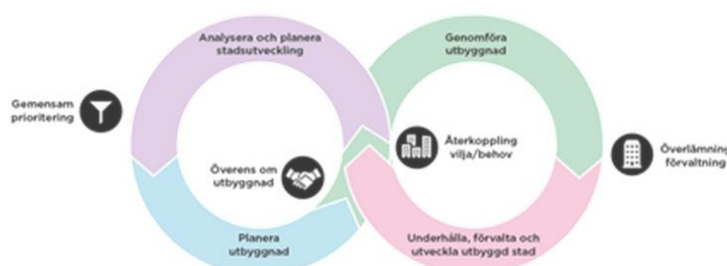 Analysera och planera
stadsutveckling
Genomföra
utbyggnad
Gemensam
prioritering
Överens om
utbyggnad
Återkoppling
vilja/behov
Överlämning
förvaltning
Planera
utbyggnad
Underhålla, förvalta och
utveckla utbyggd stad